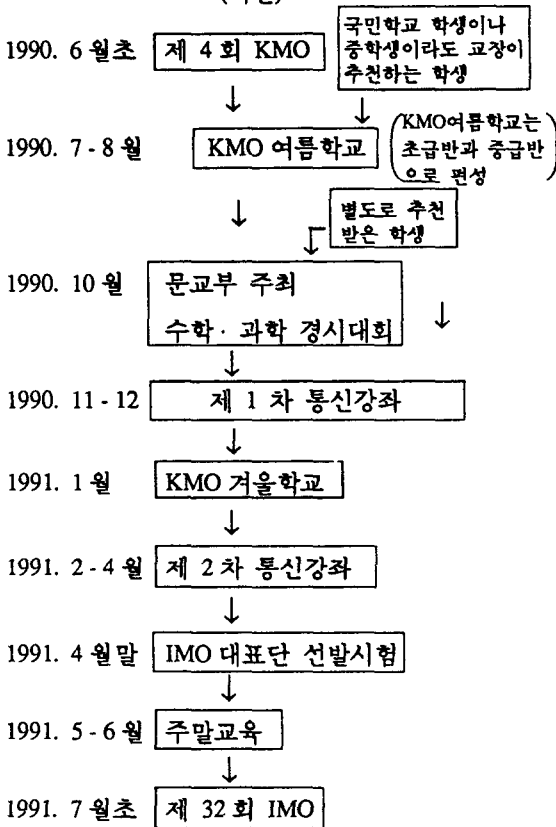 국민학교 학생이나
중학생이라도 교장이
추천하는 학생
1990. 6 월초 제 4 회 KMO
1990. 7 - 8 월 KMO 여름학교
(KMO여름학교는
초급반과 중급반
으로 편성)
별도로 추천
받은 학생
1990. 10 월 문교부 주최
수학 · 과학 경시대회
1990. 11 - 12 제 1 차 통신강좌
1991. 1 월 KMO 겨울학교
1991. 2 - 4 월 제 2 차 통신강좌
1991. 4 월말 IMO 대표단 선발시험
1991. 5 - 6 월 주말교육
1991. 7 월초 제 32 회 IMO